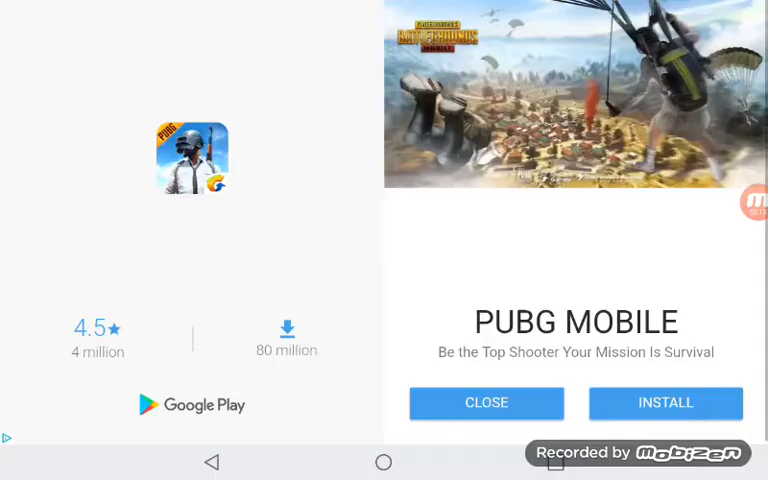 PUBG
4.5★
4 million
80 million
Google Play
PLAYERUNKNOWN'S
BATTLEGROUNDS
MOBILE
PUBG
PUBG MOBILE
Be the Top Shooter Your Mission Is Survival
CLOSE
INSTALL
Recorded by mobizen